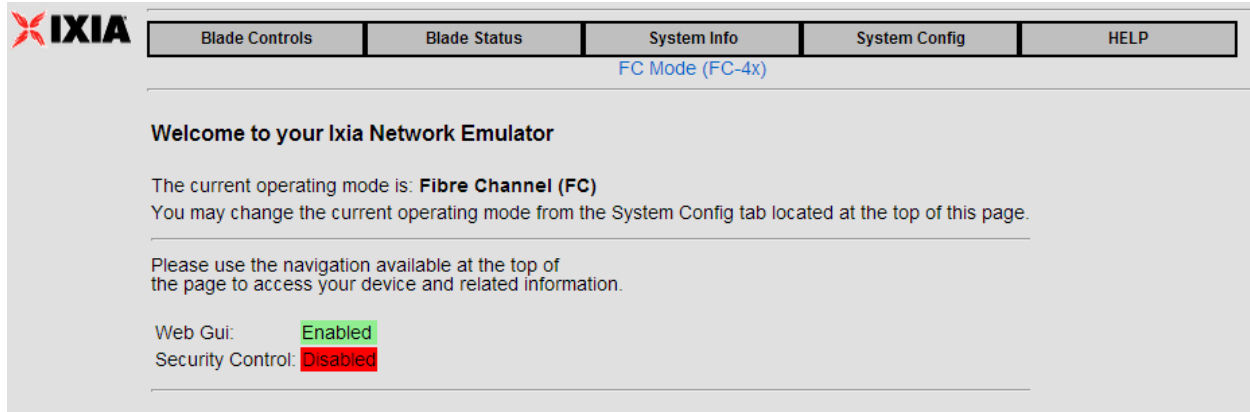 IXIA
Blade Controls Blade Status System Info System Config HELP
FC Mode (FC-4x)
Welcome to your Ixia Network Emulator
The current operating mode is: Fibre Channel (FC)
You may change the current operating mode from the System Config tab located at the top of this page.
Please use the navigation available at the top of
the page to access your device and related information.
Web Gui: Enabled
Security Control: Disabled